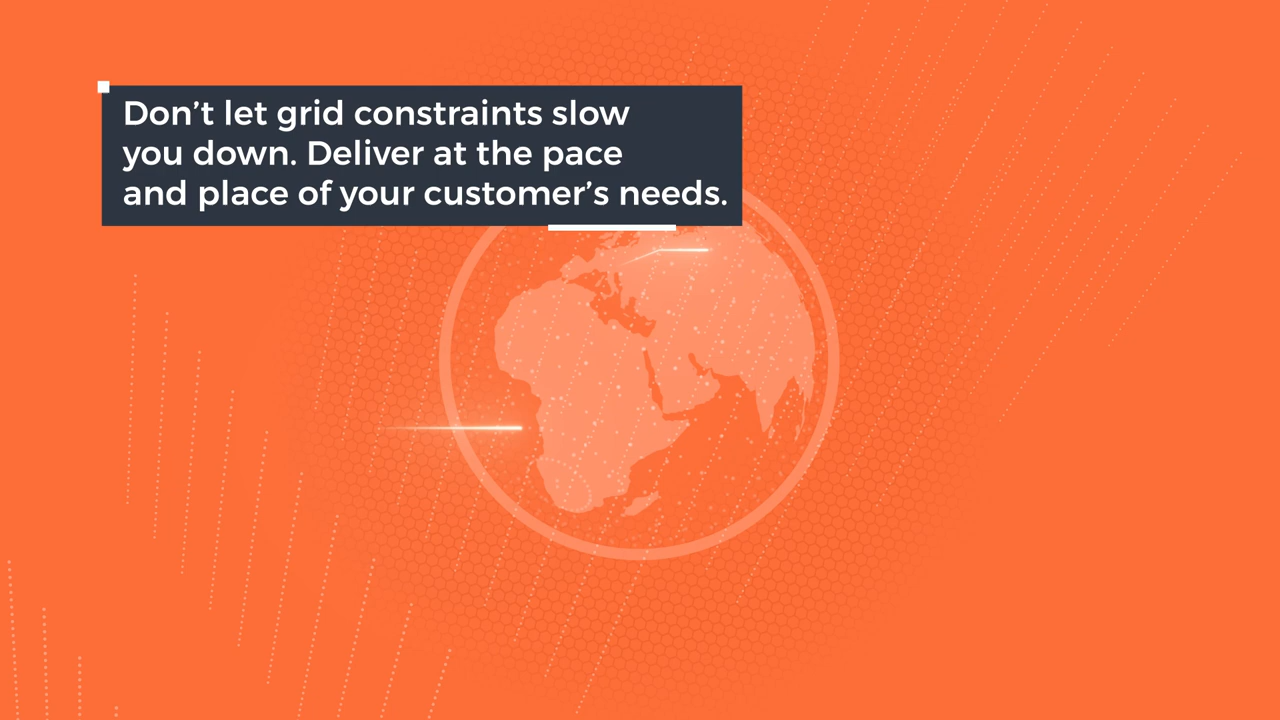 Don’t let grid constraints slow
you down. Deliver at the pace
and place of your customer’s needs.